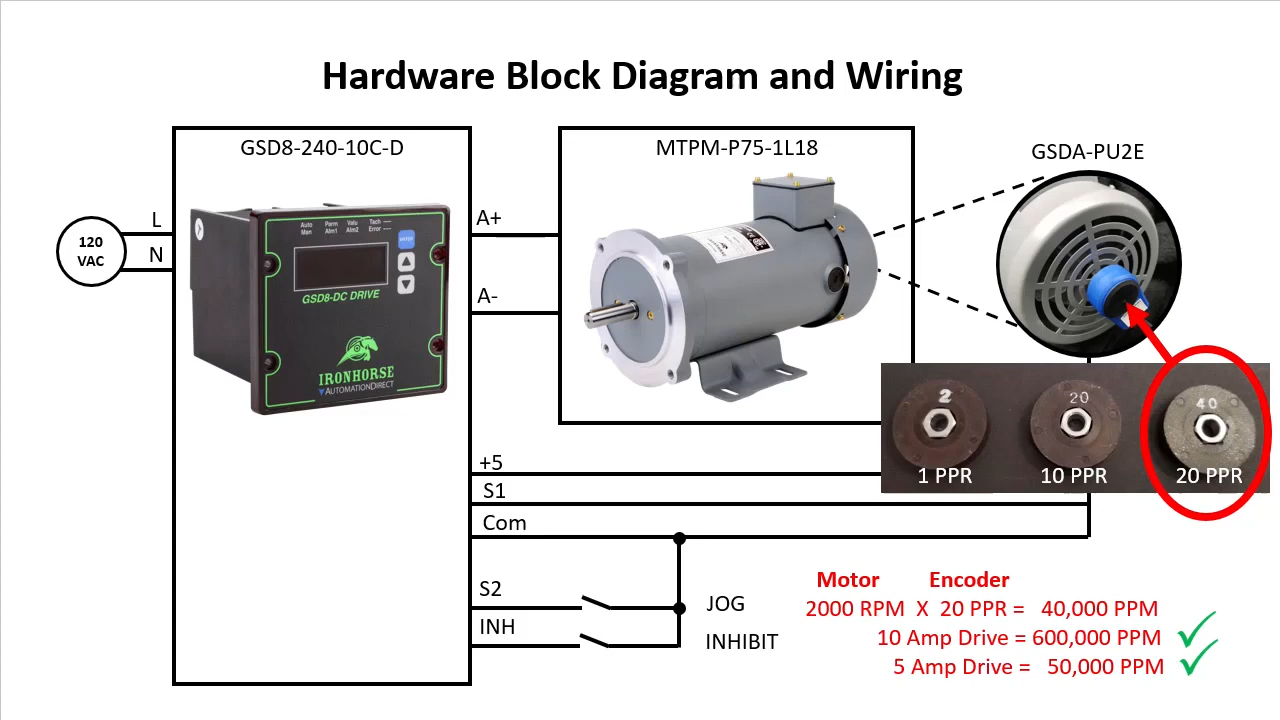 Hardware Block Diagram and Wiring
GSD8-240-10C-D
MTPM-P75-1L18
GSDA-PU2E
L
N
120
VAC
A+
A-
Auto Perm Valu Tach
Man Alm1 Alm2 Error
ENTER
GSD8-DC DRIVE
IRONHORSE
AUTOMATIONDIRECT
2
20
40
1 PPR
10 PPR
20 PPR
+5
S1
Com
S2
JOG
INH
INHIBIT
Motor Encoder
2000 RPM X 20 PPR = 40,000 PPM
10 Amp Drive = 600,000 PPM
5 Amp Drive = 50,000 PPM